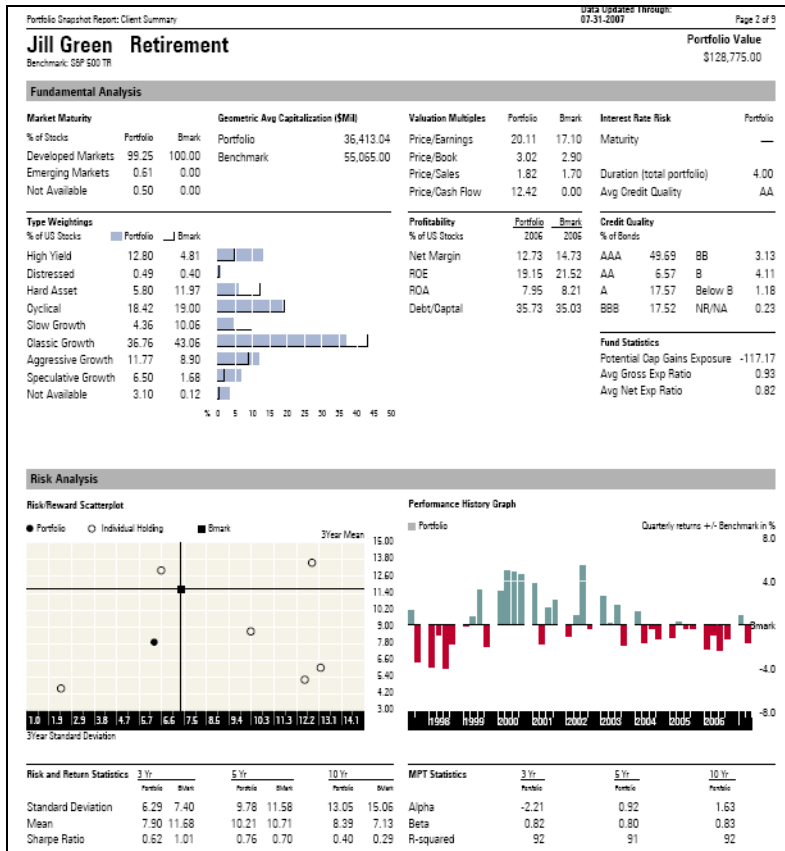 Portfolio Snapshot Report: Client Summary
Data Updated Through:
07-31-2007
Page 2 of 9
Jill Green Retirement
Benchmark: S&P 500 TR
Portfolio Value
$128,775.00
Fundamental Analysis
Market Maturity
% of Stocks Portfolio Bmark
Developed Markets 99.25 100.00
Emerging Markets 0.61 0.00
Not Available 0.50 0.00
Geometric Avg Capitalization ($Mil)
Portfolio 36,413.04
Benchmark 55,065.00
Valuation Multiples Portfolio Bmark
Price/Earnings 20.11 17.10
Price/Book 3.02 2.90
Price/Sales 1.82 1.70
Price/Cash Flow 12.42 0.00
Interest Rate Risk Portfolio
Maturity —
Duration (total portfolio) 4.00
Avg Credit Quality AA
Type Weightings
% of US Stocks Portfolio Bmark
High Yield 12.80 4.81
Distressed 0.49 0.40
Hard Asset 5.80 11.97
Cyclical 18.42 19.00
Slow Growth 4.36 10.06
Classic Growth 36.76 43.06
Aggressive Growth 11.77 8.90
Speculative Growth 6.50 1.68
Not Available 3.10 0.12
% 0 5 10 15 20 25 30 35 40 45 50
Profitability Portfolio Bmark
% of US Stocks 2006 2006
Net Margin 12.73 14.73
ROE 19.15 21.52
ROA 7.95 8.21
Debt/Captal 35.73 35.03
Credit Quality
% of Bonds
AAA 49.69 BB 3.13
AA 6.57 B 4.11
A 17.57 Below B 1.18
BBB 17.52 NR/NA 0.23
Fund Statistics
Potential Cap Gains Exposure -117.17
Avg Gross Exp Ratio 0.93
Avg Net Exp Ratio 0.82
Risk Analysis
Risk/Reward Scatterplot
Portfolio Individual Holding Bmark
3Year Mean
15.00
13.80
12.60
11.40
10.20
9.00
7.80
6.60
5.40
4.20
3.00
1.0 1.9 2.9 3.8 4.7 5.7 6.6 7.5 8.5 9.4 10.3 11.3 12.2 13.1 14.1
3Year Standard Deviation
Performance History Graph
Portfolio
Quarterly returns +/- Benchmark in %
8.0
4.0
Bmark
-4.0
-8.0
1998 1999 2000 2001 2002 2003 2004 2005 2006
Risk and Return Statistics 3 Yr 5 Yr 10 Yr
Portfolio BMark Portfolio BMark Portfolio BMark
Standard Deviation 6.29 7.40 9.78 11.58 13.05 15.06
Mean 7.90 11.68 10.21 10.71 8.39 7.13
Sharpe Ratio 0.62 1.01 0.76 0.70 0.40 0.29
MPT Statistics 3 Yr 5 Yr 10 Yr
Portfolio Portfolio Portfolio
Alpha -2.21 0.92 1.63
Beta 0.82 0.80 0.83
R-squared 92 91 92